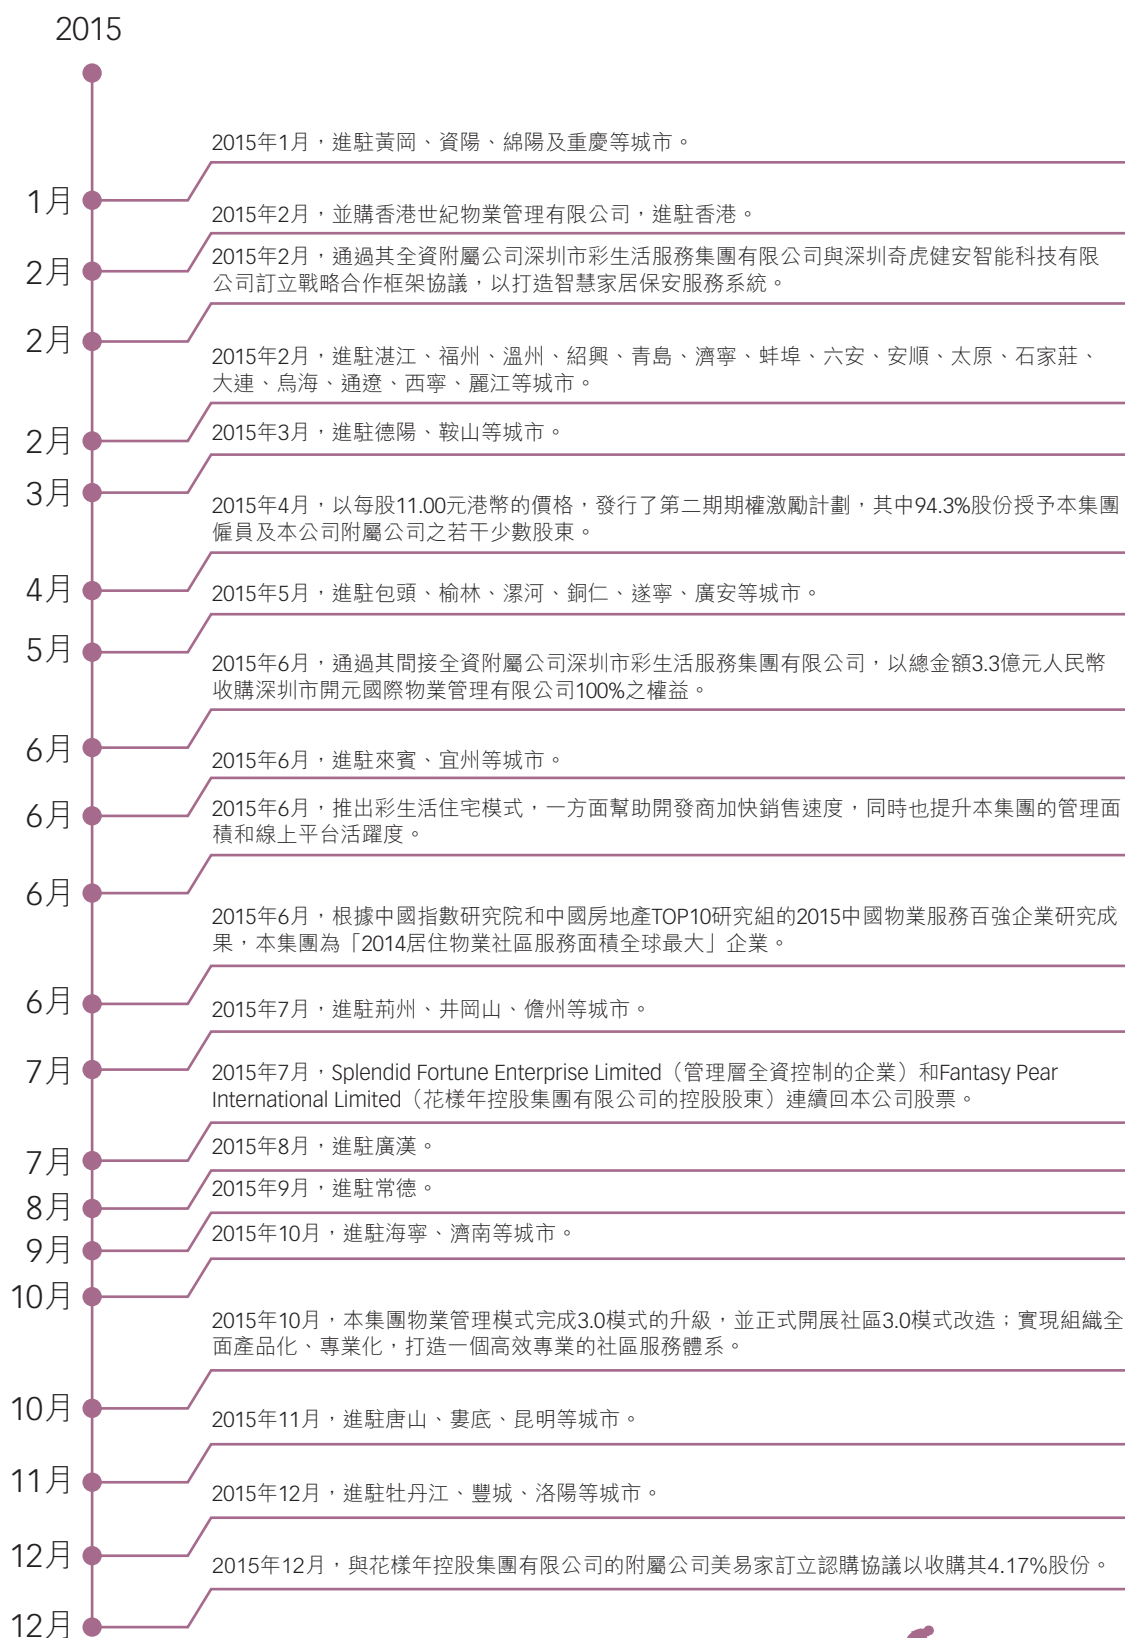 2015
1月
2015年1月，進駐黃岡、資陽、綿陽及重慶等城市。
2月
2015年2月，並購香港世紀物業管理有限公司，進駐香港。
2月
2015年2月，通過其全資附屬公司深圳市彩生活服務集團有限公司與深圳奇虎健安智能科技有限
公司訂立戰略合作框架協議，以打造智慧家居保安服務系統。
2月
2015年2月，進駐湛江、福州、溫州、紹興、青島、濟寧、蚌埠、六安、安順、太原、石家莊、
大連、烏海、通遼、西寧、麗江等城市。
3月
2015年3月，進駐德陽、鞍山等城市。
4月
2015年4月，以每股11.00元港幣的價格，發行了第二期期權激勵計劃，其中94.3%股份授予本集團
僱員及本公司附屬公司之若干少數股東。
5月
2015年5月，進駐包頭、榆林、漯河、銅仁、遂寧、廣安等城市。
6月
2015年6月，通過其間接全資附屬公司深圳市彩生活服務集團有限公司，以總金額3.3億元人民幣
收購深圳市開元國際物業管理有限公司100%之權益。
6月
2015年6月，進駐來賓、宜州等城市。
6月
2015年6月，推出彩生活住宅模式，一方面幫助開發商加快銷售速度，同時也提升本集團的管理面
積和線上平台活躍度。
6月
2015年6月，根據中國指數研究院和中國房地產TOP10研究組的2015中國物業服務百強企業研究成
果，本集團為「2014居住物業社區服務面積全球最大」企業。
7月
2015年7月，進駐荊州、井岡山、儋州等城市。
7月
2015年7月，Splendid Fortune Enterprise Limited（管理層全資控制的企業）和Fantasy Pear
International Limited（花樣年控股集團有限公司的控股股東）連續回本公司股票。
8月
2015年8月，進駐廣漢。
9月
2015年9月，進駐常德。
10月
2015年10月，進駐海寧、濟南等城市。
10月
2015年10月，本集團物業管理模式完成3.0模式的升級，並正式開展社區3.0模式改造；實現組織全
面產品化、專業化，打造一個高效專業的社區服務體系。
11月
2015年11月，進駐唐山、婁底、昆明等城市。
12月
2015年12月，進駐牡丹江、豐城、洛陽等城市。
12月
2015年12月，與花樣年控股集團有限公司的附屬公司美易家訂立認購協議以收購其4.17%股份。